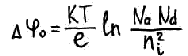 Δφ₀ = KT/e ln Na Nd/ni²